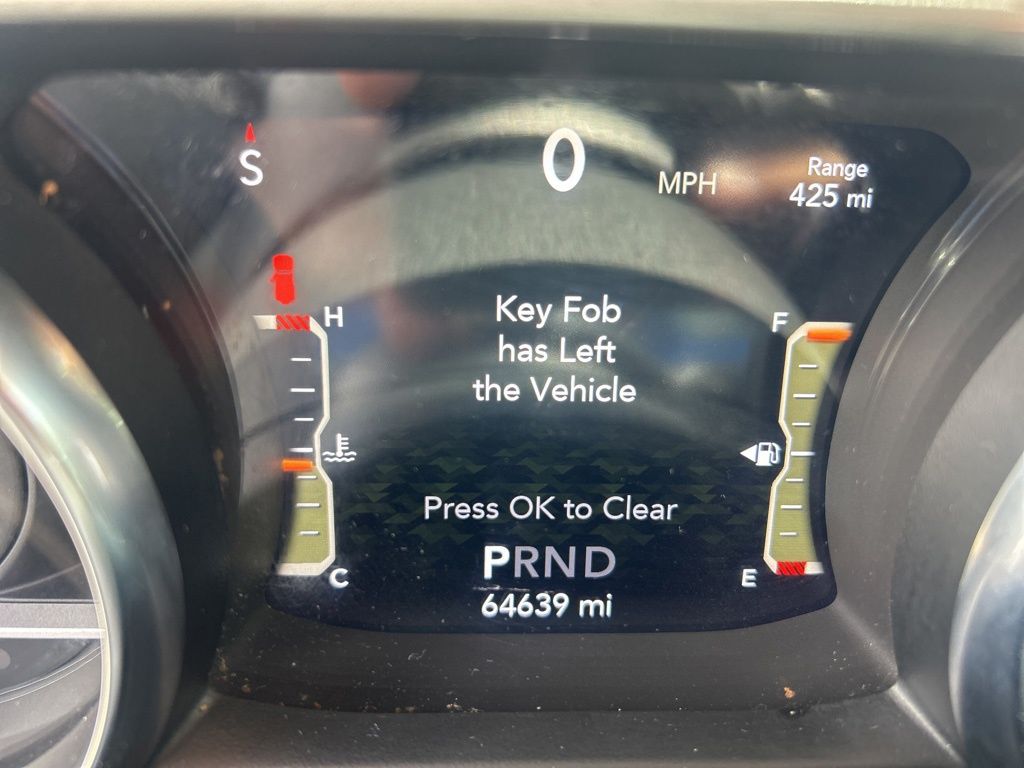 S
0
MPH
Range
425 mi
H
F
Key Fob
has Left
the Vehicle
Press OK to Clear
PRND
C
E
64639 mi